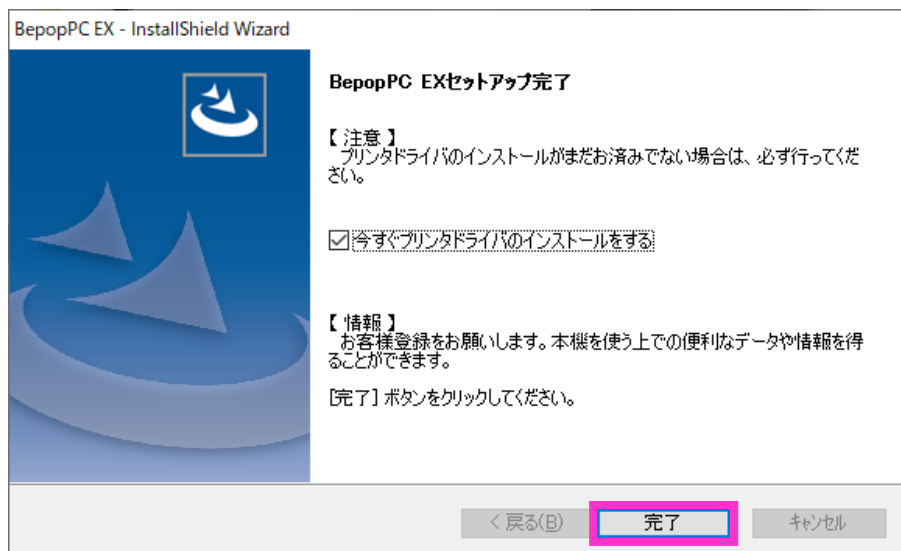 BepopPC EX - InstallShield Wizard
BepopPC EXセットアップ完了
【 注意 】
プリンタドライバのインストールがまだお済みでない場合は、必ず行ってくだ
さい。
今すぐプリンタドライバのインストールをする
【 情報 】
お客様登録をお願いします。本機を使う上での便利なデータや情報を得
ることができます。
[完了] ボタンをクリックしてください。
< 戻る(B)
完了
キャンセル